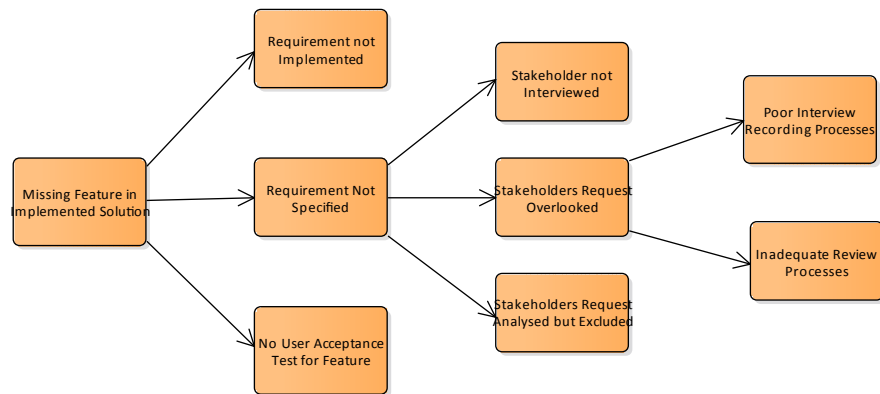 Requirement not
Implemented
Stakeholder not
Interviewed
Poor Interview
Recording Processes
Missing Feature in
Implemented Solution
Requirement Not
Specified
Stakeholders Request
Overlooked
Inadequate Review
Processes
Stakeholders Request
Analysed but Excluded
No User Acceptance
Test for Feature